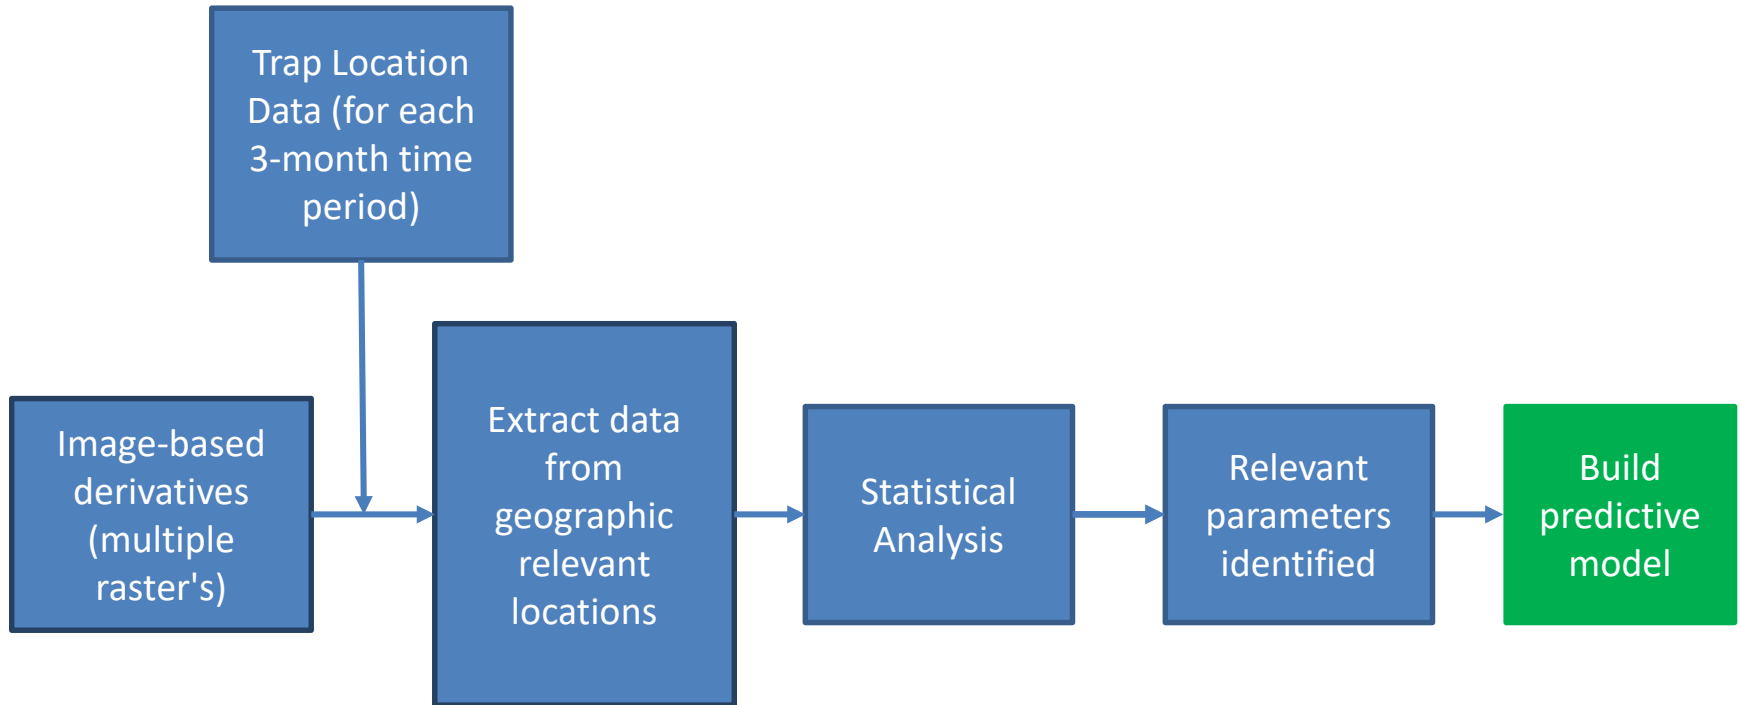 Trap Location
Data (for each
3-month time
period)
Image-based
derivatives
(multiple
raster's)
Extract data
from
geographic
relevant
locations
Statistical
Analysis
Relevant
parameters
identified
Build
predictive
model